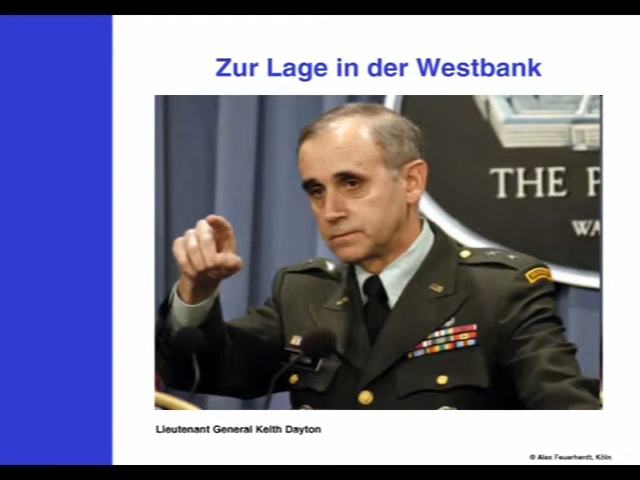 Zur Lage in der Westbank
THE P
WA
Lieutenant General Keith Dayton
© Alex Feuerherdt, Köln